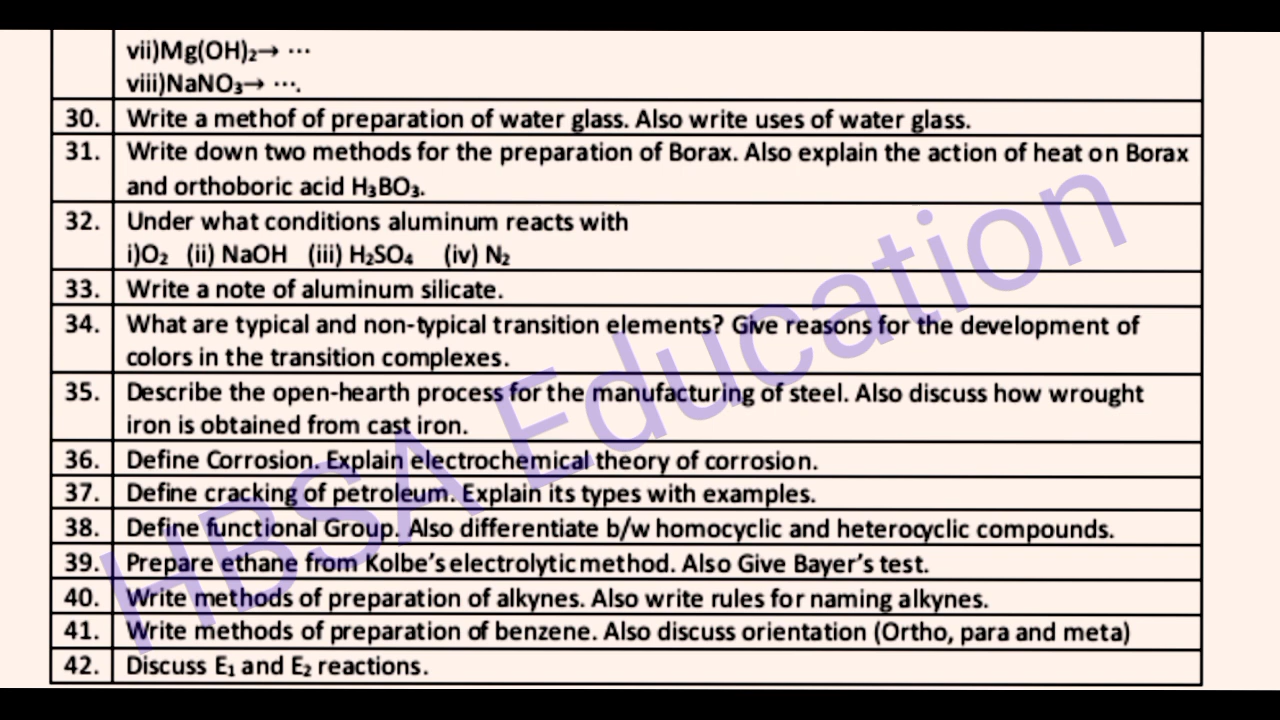 vii)Mg(OH)₂→ ⋯
viii)NaNO₃→ ⋯.
30. Write a methof of preparation of water glass. Also write uses of water glass.
31. Write down two methods for the preparation of Borax. Also explain the action of heat on Borax
and orthoboric acid H₃BO₃.
32. Under what conditions aluminum reacts with
i)O₂ (ii) NaOH (iii) H₂SO₄ (iv) N₂
33. Write a note of aluminum silicate.
34. What are typical and non-typical transition elements? Give reasons for the development of
colors in the transition complexes.
35. Describe the open-hearth process for the manufacturing of steel. Also discuss how wrought
iron is obtained from cast iron.
36. Define Corrosion. Explain electrochemical theory of corrosion.
37. Define cracking of petroleum. Explain its types with examples.
38. Define functional Group. Also differentiate b/w homocyclic and heterocyclic compounds.
39. Prepare ethane from Kolbe's electrolytic method. Also Give Bayer's test.
40. Write methods of preparation of alkynes. Also write rules for naming alkynes.
41. Write methods of preparation of benzene. Also discuss orientation (Ortho, para and meta)
42. Discuss E₁ and E₂ reactions.
HBSA Education